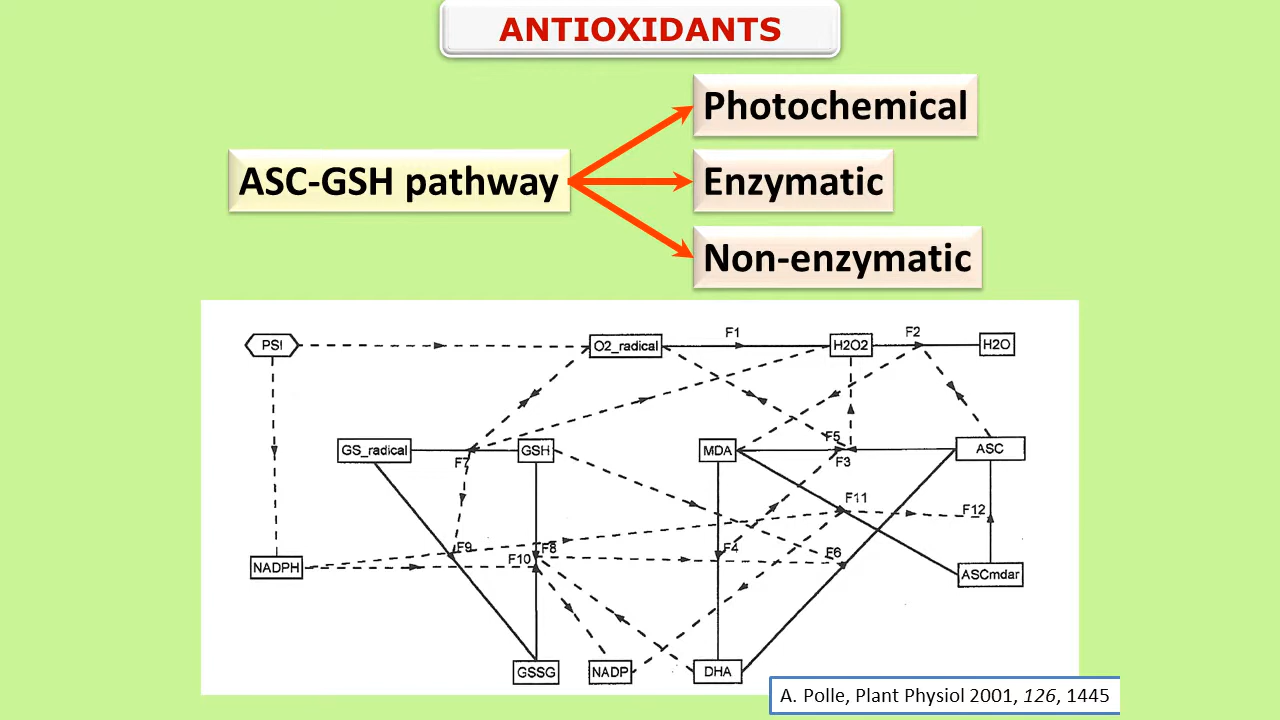 ANTIOXIDANTS
Photochemical
ASC-GSH pathway
Enzymatic
Non-enzymatic
PSI
O2_radical
F1
H2O2
F2
H2O
GS_radical
F7
GSH
MDA
F5
F3
ASC
F11
F12
NADPH
F9
F10
F8
F4
F6
ASCmdar
GSSG
NADP
DHA
A. Polle, Plant Physiol 2001, 126, 1445